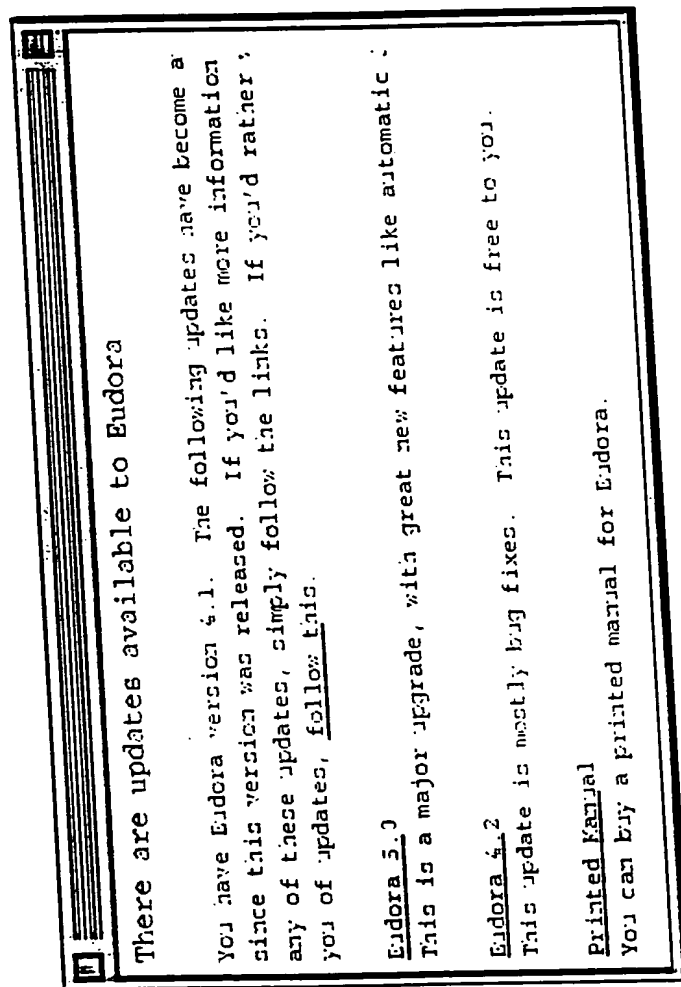 There are updates available to Eudora
You have Eudora version 4.1. The following updates have become a
since this version was released. If you'd like more information
any of these updates, simply follow the links. If you'd rather
you of updates, follow this.
Eudora 5.0
This is a major upgrade, with great new features like automatic
Eudora 4.2
This update is mostly bug fixes. This update is free to you.
Printed Manual
You can buy a printed manual for Eudora.